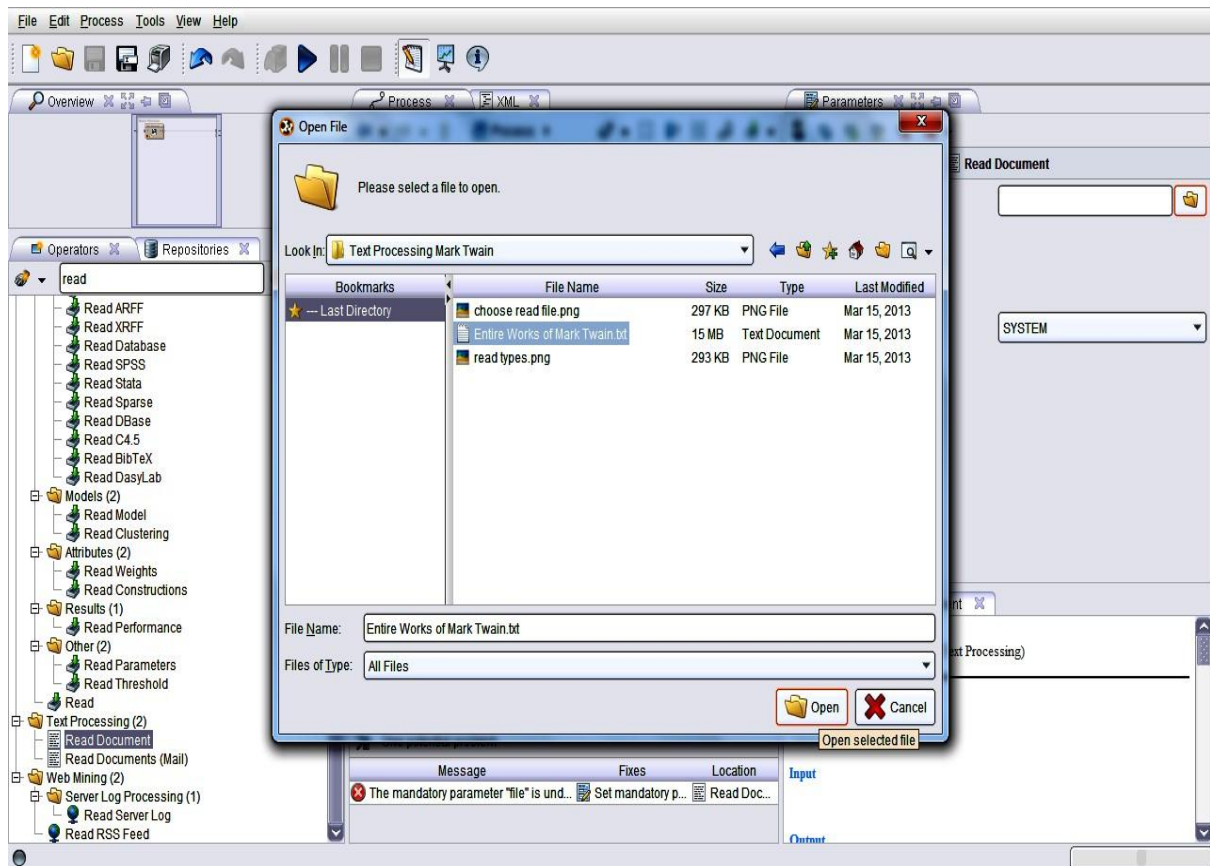 File Edit Process Tools View Help
Overview
Process
XML
Parameters
Open File
Please select a file to open.
Read Document
Operators
Repositories
Look In:
Text Processing Mark Twain
read
Bookmarks
File Name
Size
Type
Last Modified
--- Last Directory
choose read file.png 297 KB PNG File Mar 15, 2013
Entire Works of Mark Twain.txt 15 MB Text Document Mar 15, 2013
read types.png 293 KB PNG File Mar 15, 2013
SYSTEM
Read ARFF
Read XRFF
Read Database
Read SPSS
Read Stata
Read Sparse
Read DBase
Read C4.5
Read BibTeX
Read DasyLab
Models (2)
Read Model
Read Clustering
Attributes (2)
Read Weights
Read Constructions
Results (1)
Read Performance
Other (2)
Read Parameters
Read Threshold
Read
Text Processing (2)
Read Document
Read Documents (Mail)
Web Mining (2)
Server Log Processing (1)
Read Server Log
Read RSS Feed
File Name: Entire Works of Mark Twain.txt
Files of Type: All Files
Open
Cancel
Open selected file
Processing)
Message Fixes Location
The mandatory parameter "file" is und... Set mandatory p... Read Doc...
Input
Output